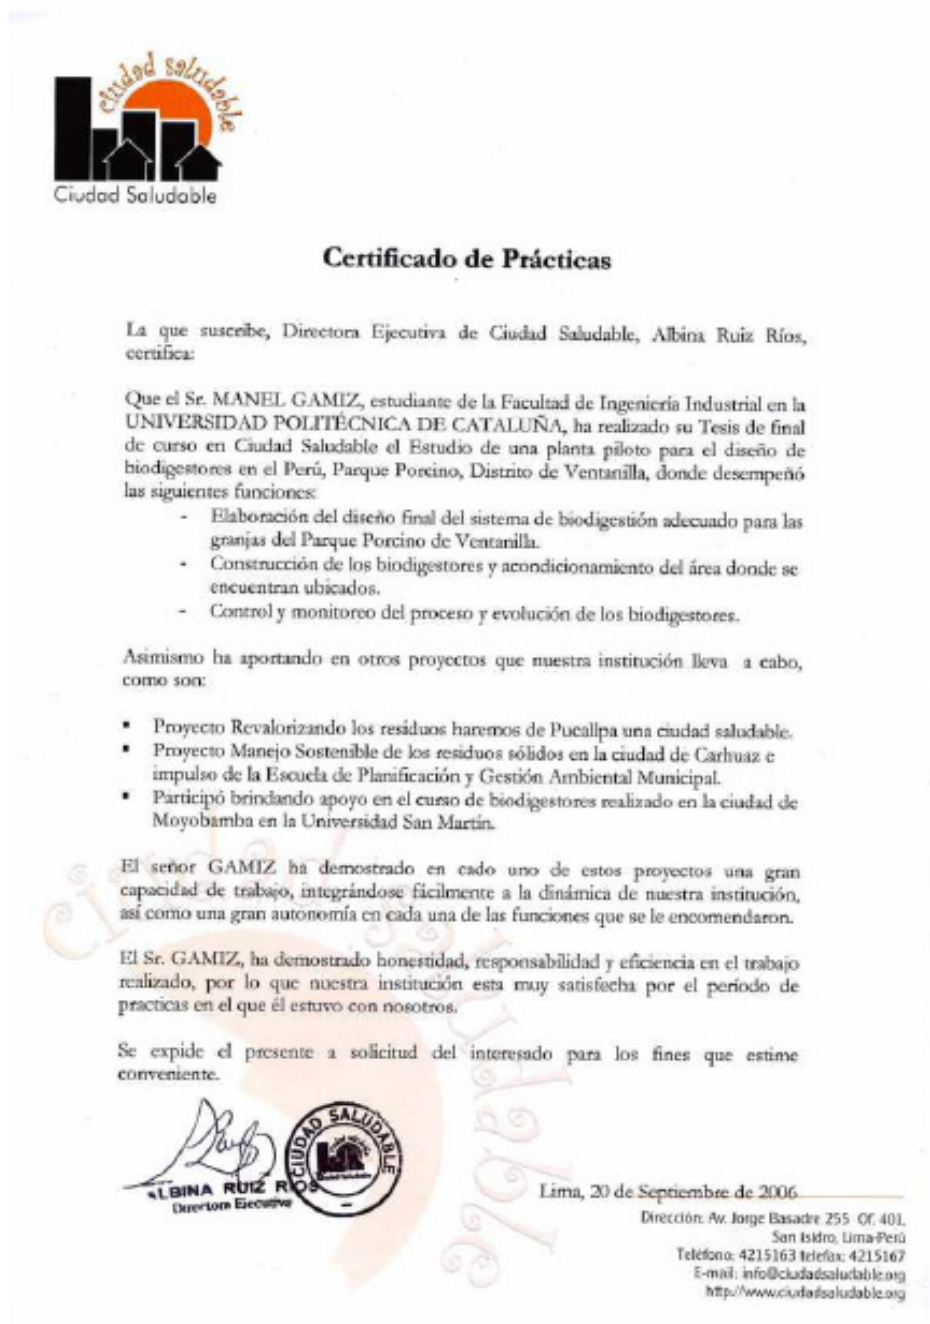 ciudad saludable
Ciudad Saludable
Certificado de Prácticas
La que suscribe, Directora Ejecutiva de Ciudad Saludable, Albina Ruiz Ríos,
certifica:
Que el Sr. MANEL GAMIZ, estudiante de la Facultad de Ingeniería Industrial en la
UNIVERSIDAD POLITÉCNICA DE CATALUÑA, ha realizado su Tesis de final
de curso en Ciudad Saludable el Estudio de una planta piloto para el diseño de
biodigestores en el Perú, Parque Porcino, Distrito de Ventanilla, donde desempeñó
las siguientes funciones:
- Elaboración del diseño final del sistema de biodigestión adecuado para las
granjas del Parque Porcino de Ventanilla.
- Construcción de los biodigestores y acondicionamiento del área donde se
encuentran ubicados.
- Control y monitoreo del proceso y evolución de los biodigestores.
Asimismo ha aportando en otros proyectos que nuestra institución lleva a cabo,
como son:
▪ Proyecto Revalorizando los residuos haremos de Pucallpa una ciudad saludable.
▪ Proyecto Manejo Sostenible de los residuos sólidos en la ciudad de Carhuaz e
impulso de la Escuela de Planificación y Gestión Ambiental Municipal.
▪ Participó brindando apoyo en el curso de biodigestores realizado en la ciudad de
Moyobamba en la Universidad San Martín.
El señor GAMIZ ha demostrado en cado uno de estos proyectos una gran
capacidad de trabajo, integrándose fácilmente a la dinámica de nuestra institución,
así como una gran autonomía en cada una de las funciones que se le encomendaron.
El Sr. GAMIZ, ha demostrado honestidad, responsabilidad y eficiencia en el trabajo
realizado, por lo que nuestra institución esta muy satisfecha por el período de
practicas en el que él estuvo con nosotros.
Se expide el presente a solicitud del interesado para los fines que estime
conveniente.
ciudad saludable
CIUDAD SALUDABLE
Ciudad Saludable
ALBINA RUIZ RIOS
Directora Ejecutiva
Lima, 20 de Septiembre de 2006
Dirección: Av. Jorge Basadre 255 Of. 401,
San Isidro, Lima-Perú
Teléfono: 4215163 telefax: 4215167
E-mail: info@ciudadsaludable.org
http://www.ciudadsaludable.org